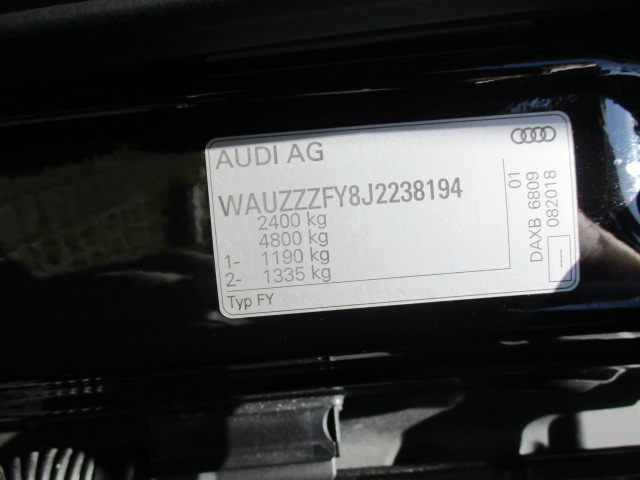 AUDI AG
WAUZZZFY8J2238194
2400 kg
4800 kg
1- 1190 kg
2- 1335 kg
Typ FY
01
DAXB 6809
082018